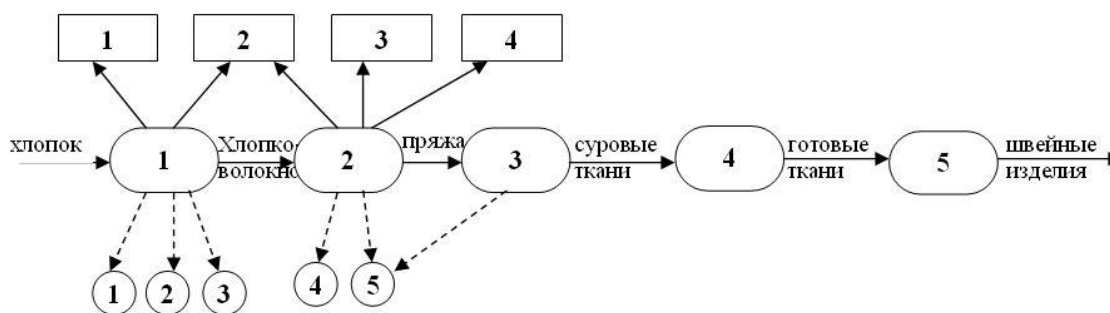 1 2 3 4
хлопок 1 Хлопко- волокно 2 пряжа 3 суровые ткани 4 готовые ткани 5 швейные изделия
1 2 3 4 5